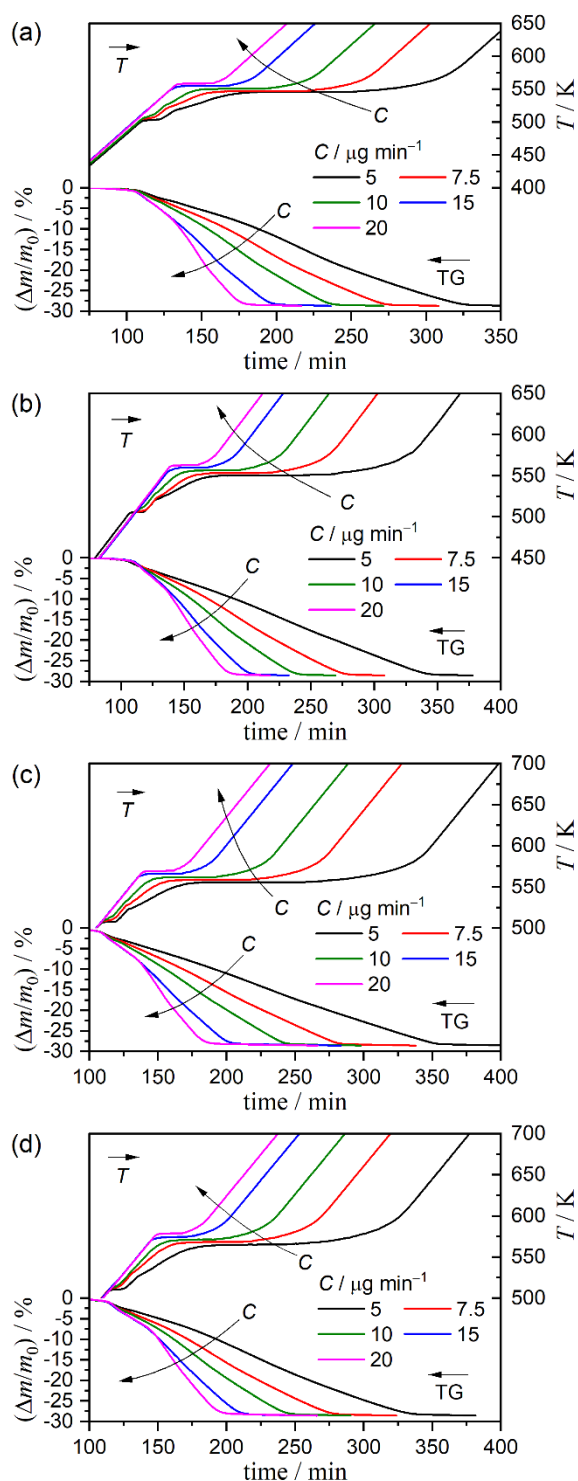 (a)
T
C
C / μg min⁻¹
5 7.5
10 15
20
C
TG
650
600
550
500
450
400
T / K
0
-5
-10
-15
-20
-25
-30
(Δm/m₀) / %
100 150 200 250 300 350
time / min
(b)
T
C
C / μg min⁻¹
5 7.5
10 15
20
C
TG
650
600
550
500
450
T / K
0
-5
-10
-15
-20
-25
-30
(Δm/m₀) / %
100 150 200 250 300 350 400
time / min
(c)
T
C
C / μg min⁻¹
5 7.5
10 15
20
C
TG
700
650
600
550
500
T / K
0
-5
-10
-15
-20
-25
-30
(Δm/m₀) / %
100 150 200 250 300 350 400
time / min
(d)
T
C
C / μg min⁻¹
5 7.5
10 15
20
C
TG
700
650
600
550
500
T / K
0
-5
-10
-15
-20
-25
-30
(Δm/m₀) / %
100 150 200 250 300 350 400
time / min